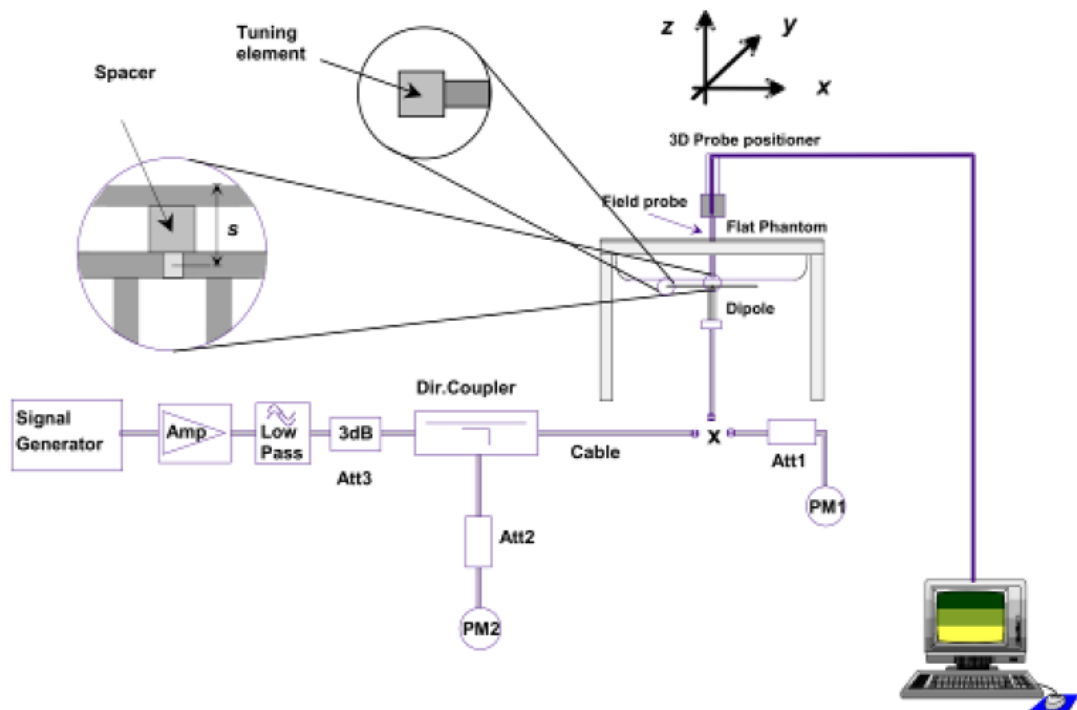 Tuning
element
Spacer
z
y
x
3D Probe positioner
Field probe
Flat Phantom
s
Dipole
Dir.Coupler
Signal
Generator
Amp
Low
Pass
3dB
Att3
Cable
x
Att1
PM1
Att2
PM2